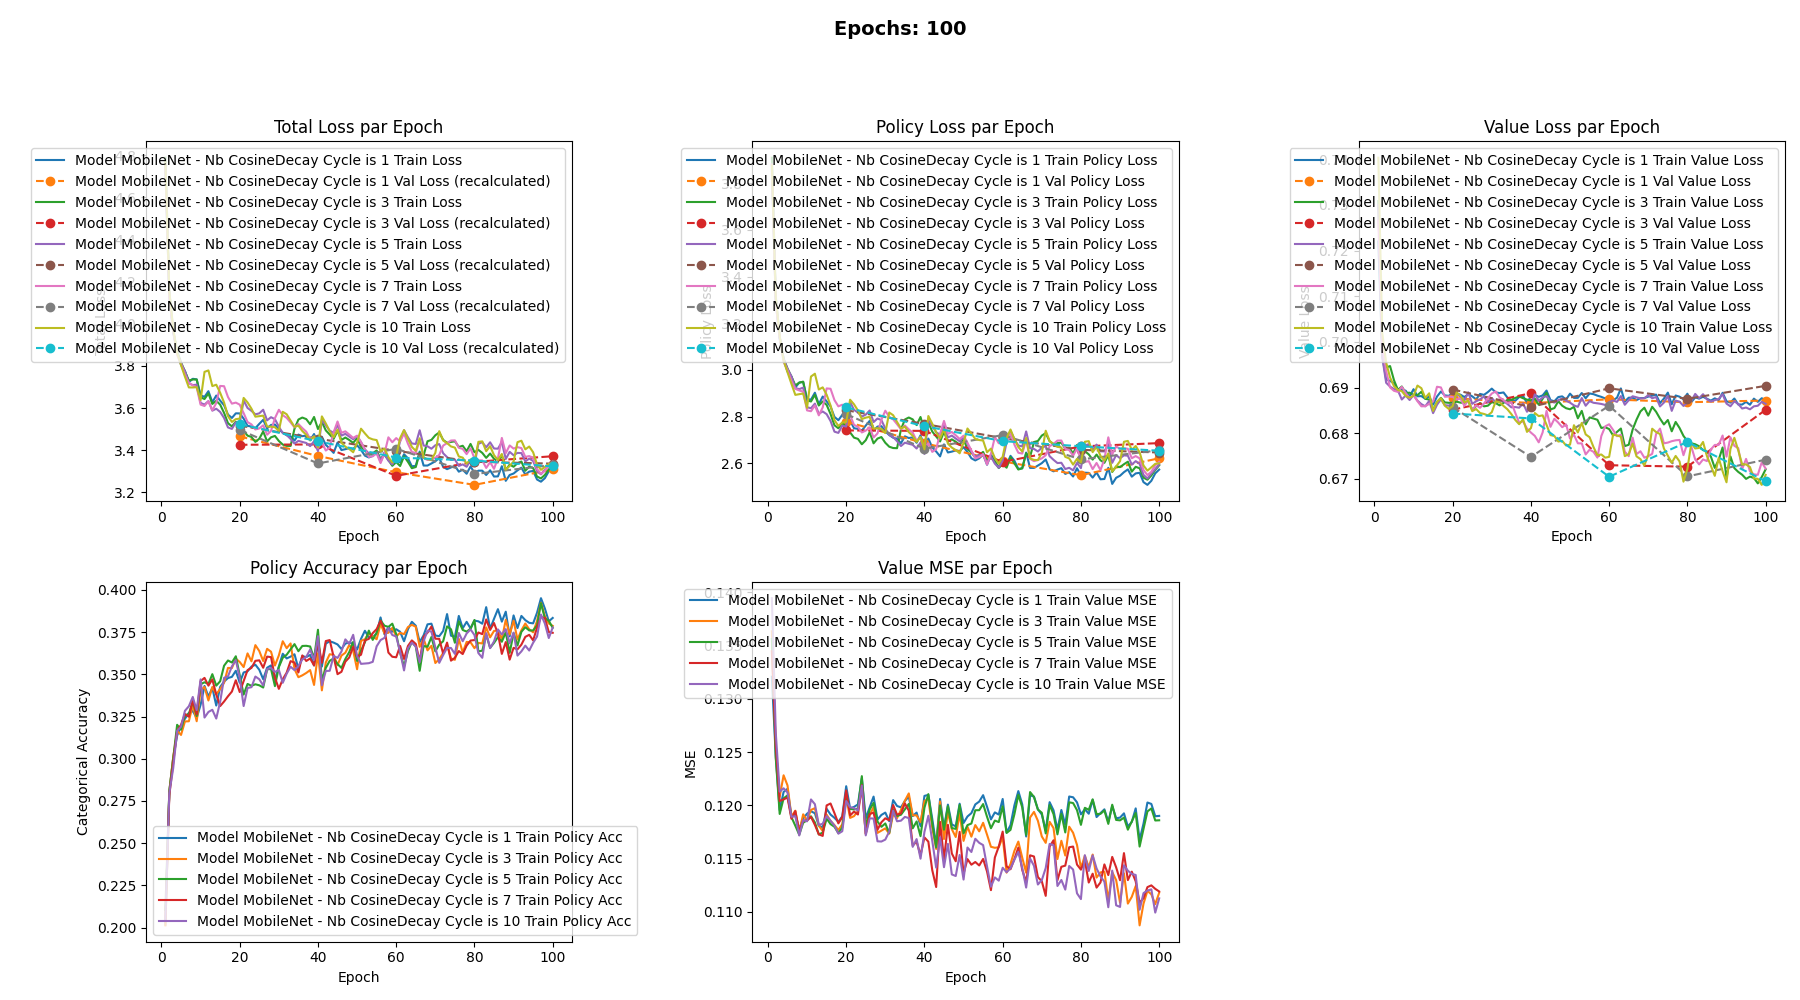 Epochs: 100
Total Loss par Epoch
Model MobileNet - Nb CosineDecay Cycle is 1 Train Loss
Model MobileNet - Nb CosineDecay Cycle is 1 Val Loss (recalculated)
Model MobileNet - Nb CosineDecay Cycle is 3 Train Loss
Model MobileNet - Nb CosineDecay Cycle is 3 Val Loss (recalculated)
Model MobileNet - Nb CosineDecay Cycle is 5 Train Loss
Model MobileNet - Nb CosineDecay Cycle is 5 Val Loss (recalculated)
Model MobileNet - Nb CosineDecay Cycle is 7 Train Loss
Model MobileNet - Nb CosineDecay Cycle is 7 Val Loss (recalculated)
Model MobileNet - Nb CosineDecay Cycle is 10 Train Loss
Model MobileNet - Nb CosineDecay Cycle is 10 Val Loss (recalculated)
3.8
3.6
3.4
3.2
0 20 40 60 80 100
Epoch
Policy Loss par Epoch
Model MobileNet - Nb CosineDecay Cycle is 1 Train Policy Loss
Model MobileNet - Nb CosineDecay Cycle is 1 Val Policy Loss
Model MobileNet - Nb CosineDecay Cycle is 3 Train Policy Loss
Model MobileNet - Nb CosineDecay Cycle is 3 Val Policy Loss
Model MobileNet - Nb CosineDecay Cycle is 5 Train Policy Loss
Model MobileNet - Nb CosineDecay Cycle is 5 Val Policy Loss
Model MobileNet - Nb CosineDecay Cycle is 7 Train Policy Loss
Model MobileNet - Nb CosineDecay Cycle is 7 Val Policy Loss
Model MobileNet - Nb CosineDecay Cycle is 10 Train Policy Loss
Model MobileNet - Nb CosineDecay Cycle is 10 Val Policy Loss
3.0
2.8
2.6
0 20 40 60 80 100
Epoch
Value Loss par Epoch
Model MobileNet - Nb CosineDecay Cycle is 1 Train Value Loss
Model MobileNet - Nb CosineDecay Cycle is 1 Val Value Loss
Model MobileNet - Nb CosineDecay Cycle is 3 Train Value Loss
Model MobileNet - Nb CosineDecay Cycle is 3 Val Value Loss
Model MobileNet - Nb CosineDecay Cycle is 5 Train Value Loss
Model MobileNet - Nb CosineDecay Cycle is 5 Val Value Loss
Model MobileNet - Nb CosineDecay Cycle is 7 Train Value Loss
Model MobileNet - Nb CosineDecay Cycle is 7 Val Value Loss
Model MobileNet - Nb CosineDecay Cycle is 10 Train Value Loss
Model MobileNet - Nb CosineDecay Cycle is 10 Val Value Loss
0.69
0.68
0.67
0 20 40 60 80 100
Epoch
Policy Accuracy par Epoch
Categorical Accuracy
0.400
0.375
0.350
0.325
0.300
0.275
0.250
0.225
0.200
Model MobileNet - Nb CosineDecay Cycle is 1 Train Policy Acc
Model MobileNet - Nb CosineDecay Cycle is 3 Train Policy Acc
Model MobileNet - Nb CosineDecay Cycle is 5 Train Policy Acc
Model MobileNet - Nb CosineDecay Cycle is 7 Train Policy Acc
Model MobileNet - Nb CosineDecay Cycle is 10 Train Policy Acc
0 20 40 60 80 100
Epoch
Value MSE par Epoch
MSE
0.140
Model MobileNet - Nb CosineDecay Cycle is 1 Train Value MSE
Model MobileNet - Nb CosineDecay Cycle is 3 Train Value MSE
Model MobileNet - Nb CosineDecay Cycle is 5 Train Value MSE
Model MobileNet - Nb CosineDecay Cycle is 7 Train Value MSE
Model MobileNet - Nb CosineDecay Cycle is 10 Train Value MSE
0.135
0.130
0.125
0.120
0.115
0.110
0 20 40 60 80 100
Epoch